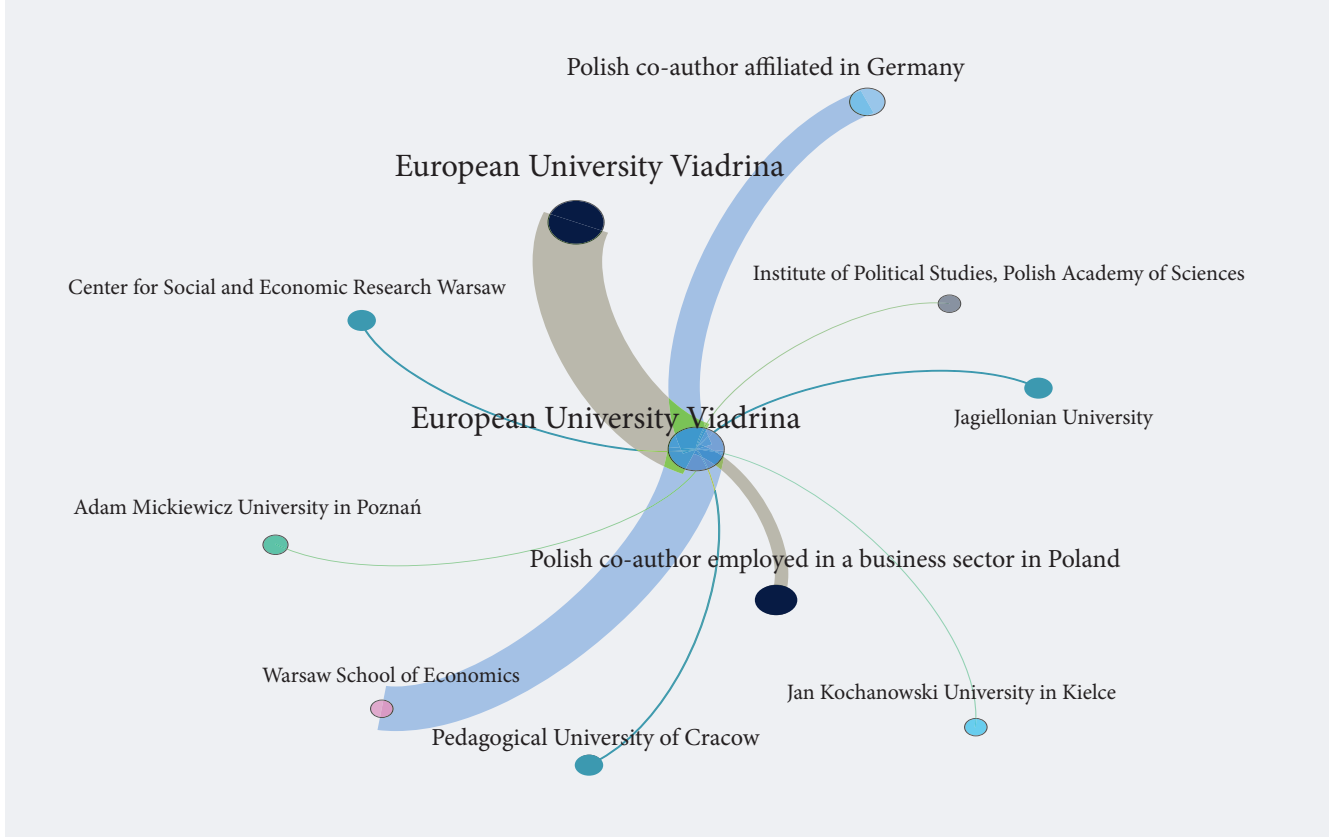 Polish co-author affiliated in Germany
European University Viadrina
Institute of Political Studies, Polish Academy of Sciences
Center for Social and Economic Research Warsaw
European University Viadrina
Jagiellonian University
Adam Mickiewicz University in Poznań
Polish co-author employed in a business sector in Poland
Warsaw School of Economics
Jan Kochanowski University in Kielce
Pedagogical University of Cracow